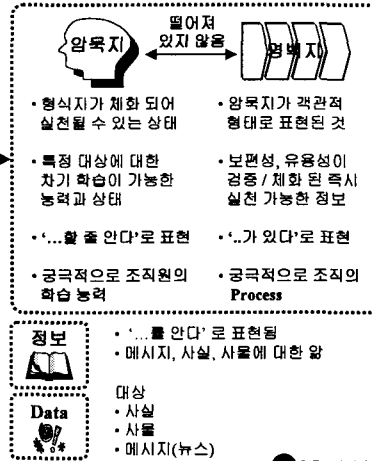 떨어져
있지 않음
암묵지
명백지
· 형식지가 체화 되어
실천될 수 있는 상태
· 특정 대상에 대한
차기 학습이 가능한
능력과 상태
· ‘...할 줄 안다’로 표현
· 궁극적으로 조직원의
학습 능력
· 암묵지가 객관적
형태로 표현된 것
· 보편성, 유용성이
검증 / 체화 된 즉시
실천 가능한 정보
· ‘..가 있다’로 표현
· 궁극적으로 조직의
Process
정보
· ‘...를 안다’ 로 표현됨
· 메시지, 사실, 사물에 대한 앎
Data
대상
· 사실
· 사물
· 메시지(뉴스)